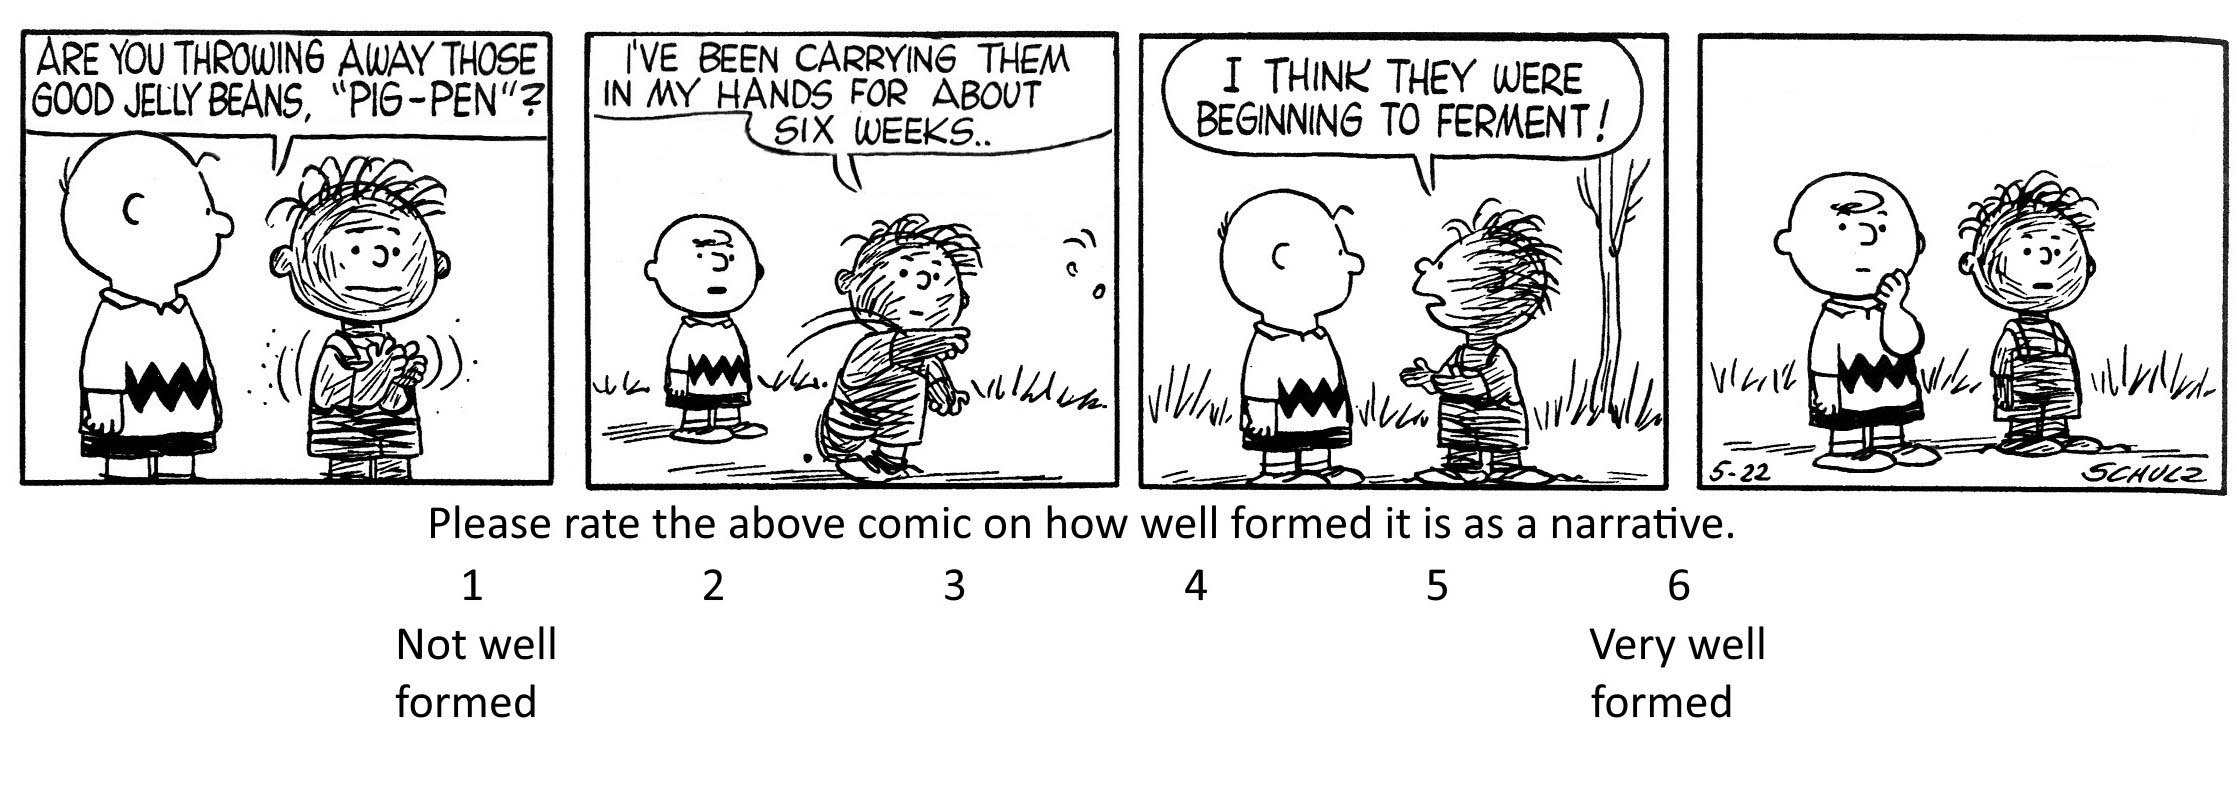 ARE YOU THROWING AWAY THOSE
GOOD JELLY BEANS, "PIG-PEN"?
I'VE BEEN CARRYING THEM
IN MY HANDS FOR ABOUT
SIX WEEKS..
I THINK THEY WERE
BEGINNING TO FERMENT!
5-22
SCHULZ
Please rate the above comic on how well formed it is as a narrative.
1 2 3 4 5 6
Not well
formed
Very well
formed